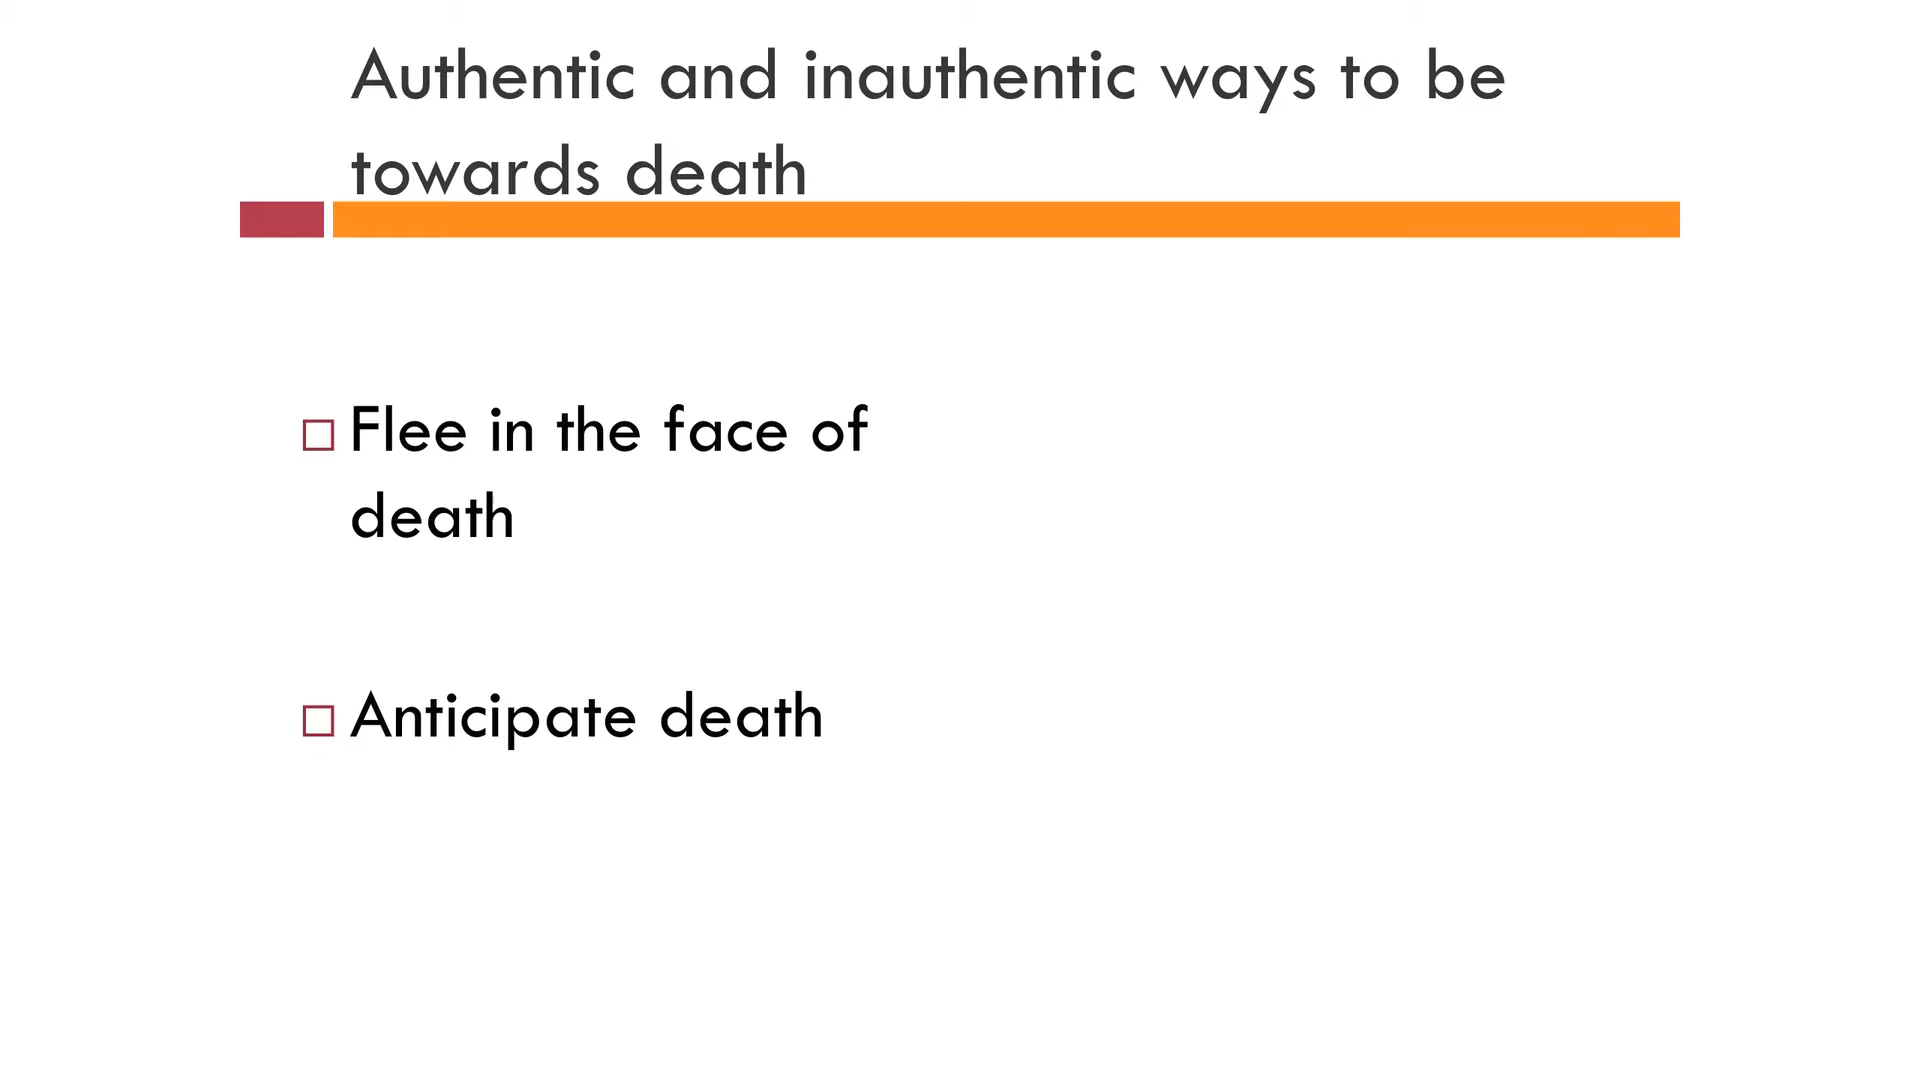 Authentic and inauthentic ways to be
towards death
Flee in the face of
death
Anticipate death